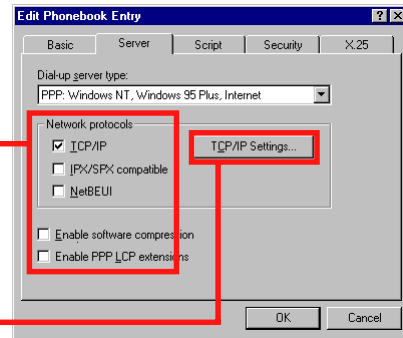 Edit Phonebook Entry
Basic Server Script Security X.25
Dial-up server type:
PPP: Windows NT, Windows 95 Plus, Internet
Network protocols
TCP/IP TCP/IP Settings...
IPX/SPX compatible
NetBEUI
Enable software compression
Enable PPP LCP extensions
OK Cancel